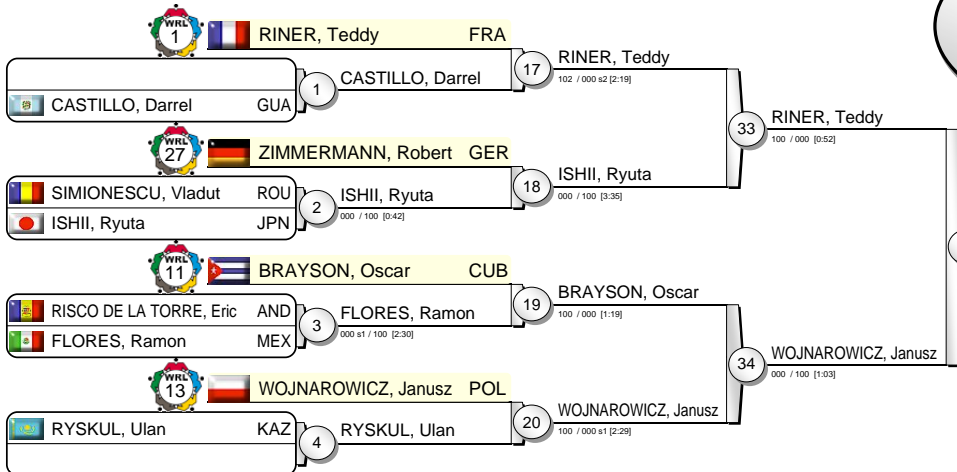 WRL 1 RINER, Teddy FRA
CASTILLO, Darrel GUA
1 CASTILLO, Darrel
17 RINER, Teddy
102 / 000 s2 [2:19]
WRL 27 ZIMMERMANN, Robert GER
SIMIONESCU, Vladut ROU
ISHII, Ryuta JPN
2 ISHII, Ryuta
000 / 100 [0:42]
18 ISHII, Ryuta
000 / 100 [3:35]
33 RINER, Teddy
100 / 000 [0:52]
WRL 11 BRAYSON, Oscar CUB
RISCO DE LA TORRE, Eric AND
FLORES, Ramon MEX
3 FLORES, Ramon
000 s1 / 100 [2:30]
19 BRAYSON, Oscar
100 / 000 [1:19]
WRL 13 WOJNAROWICZ, Janusz POL
RYSKUL, Ulan KAZ
4 RYSKUL, Ulan
20 WOJNAROWICZ, Janusz
100 / 000 s1 [2:29]
34 WOJNAROWICZ, Janusz
000 / 100 [1:03]